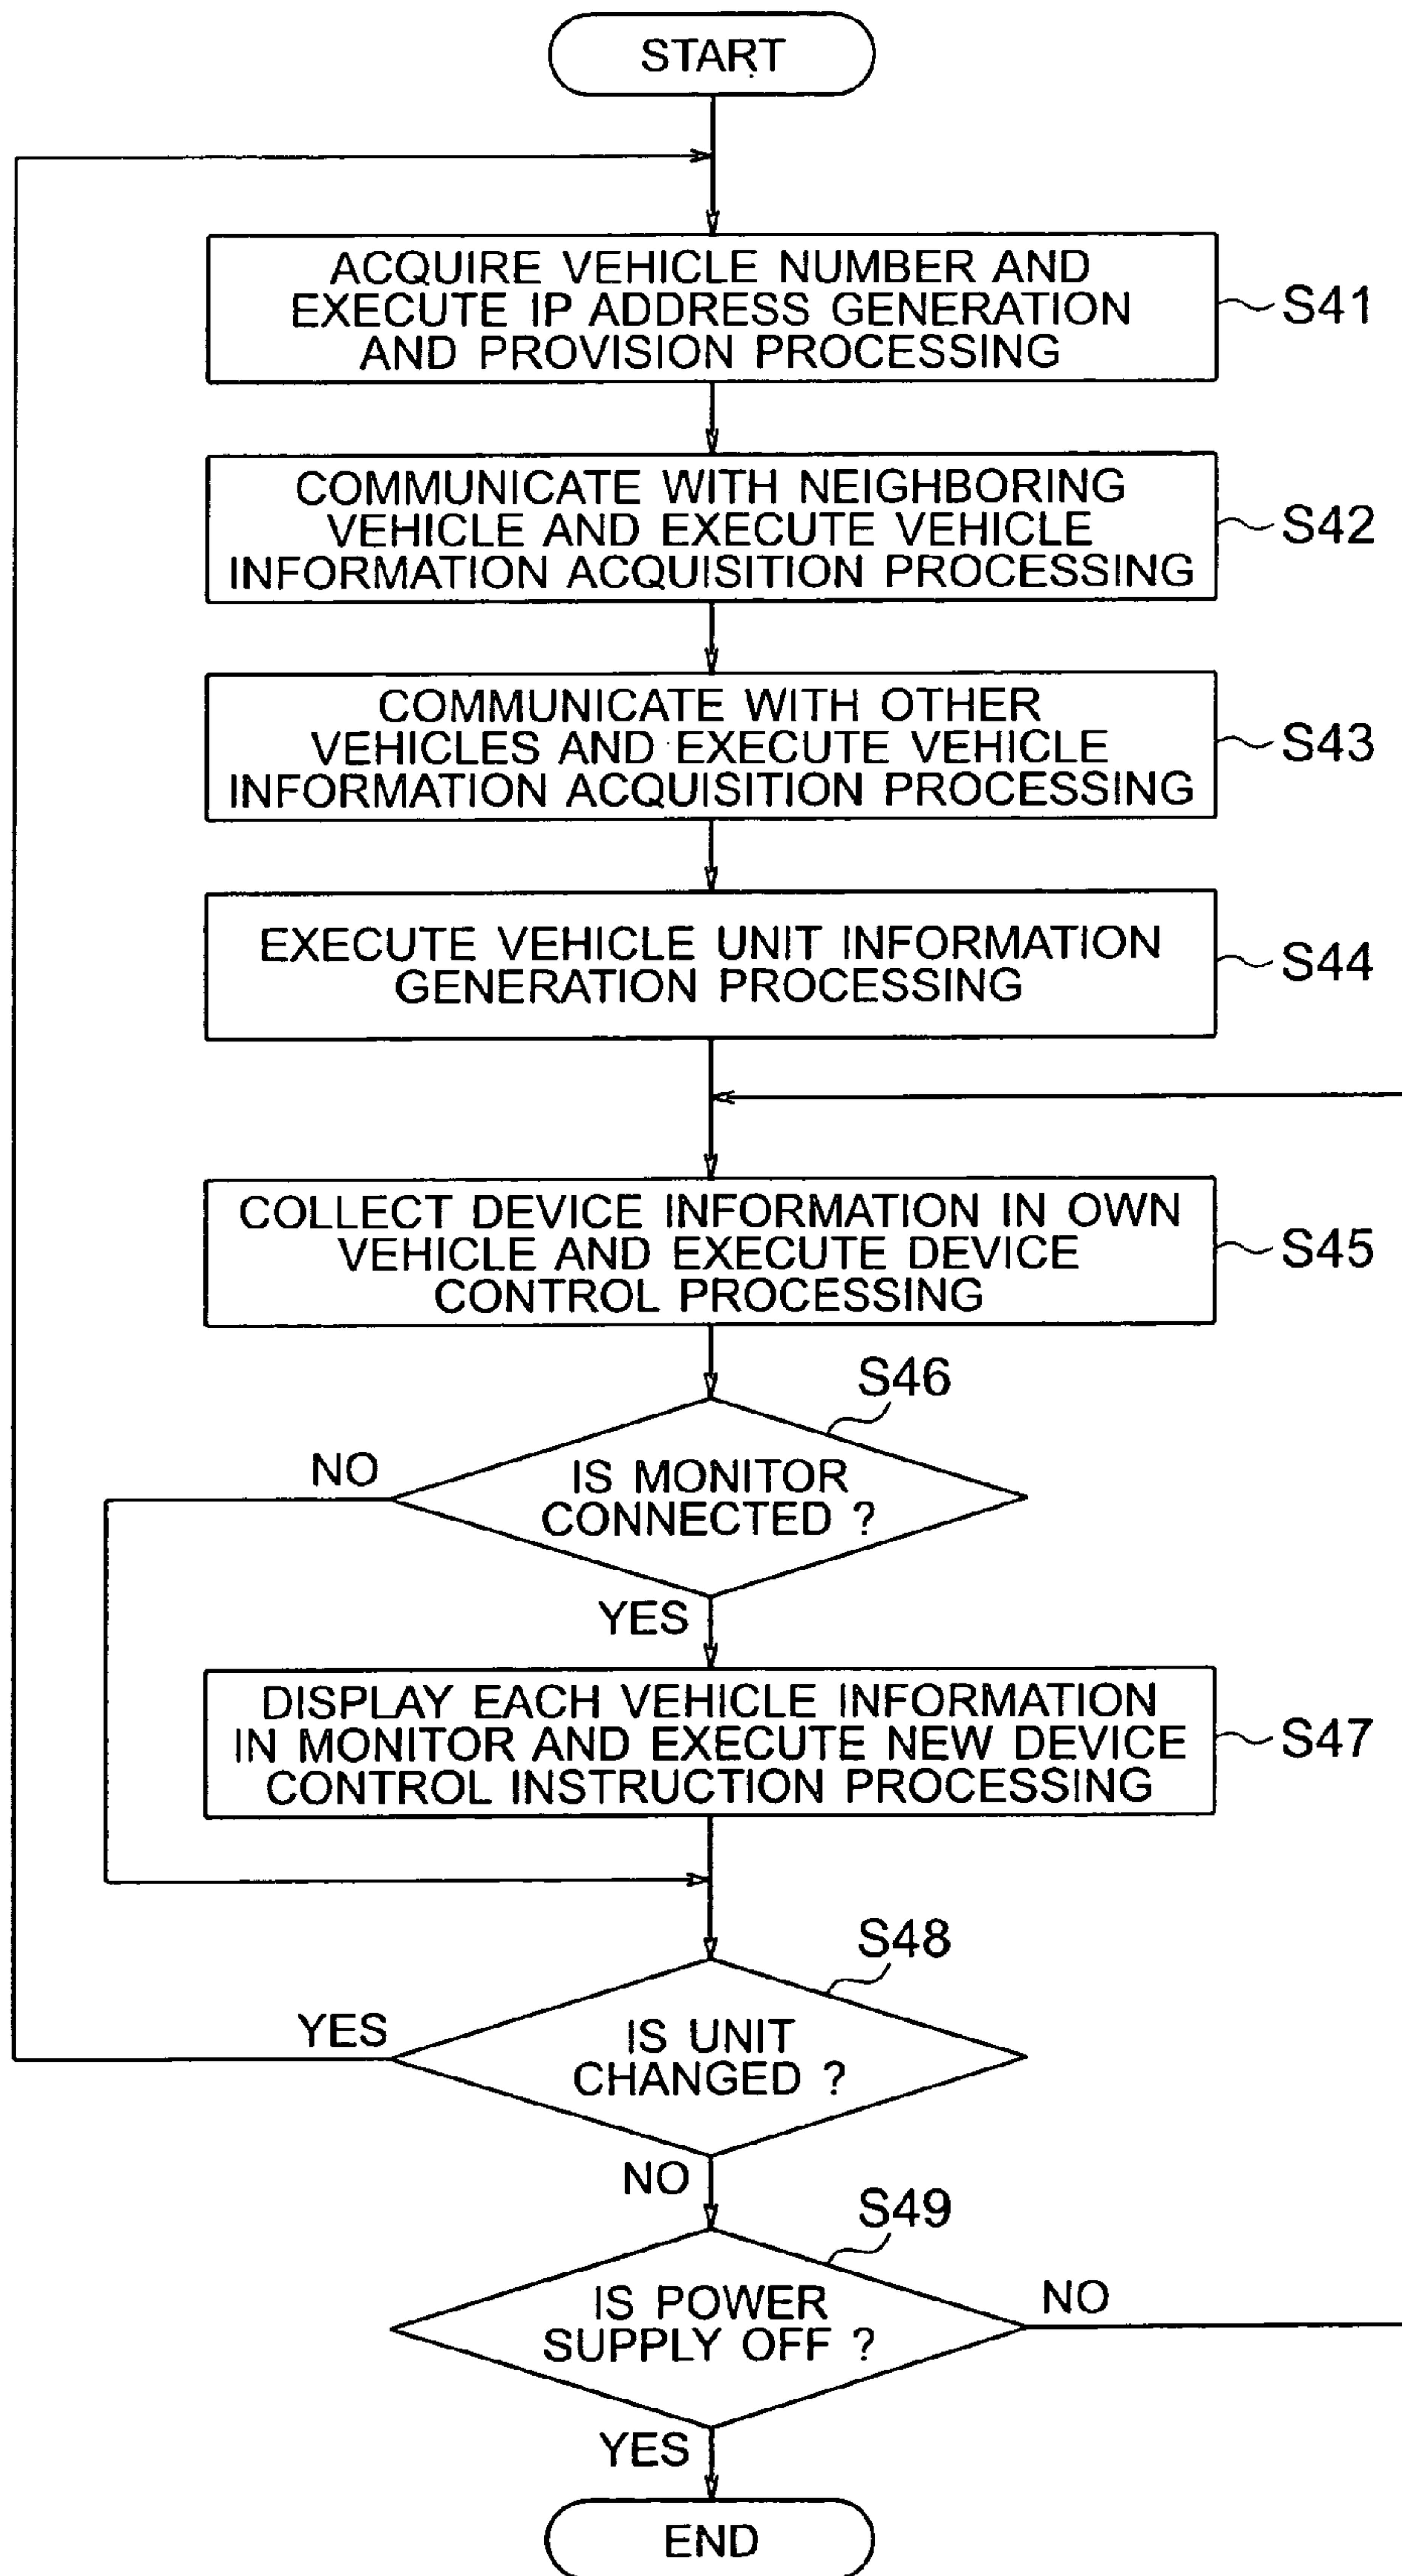 START
ACQUIRE VEHICLE NUMBER AND
EXECUTE IP ADDRESS GENERATION
AND PROVISION PROCESSING
S41
COMMUNICATE WITH NEIGHBORING
VEHICLE AND EXECUTE VEHICLE
INFORMATION ACQUISITION PROCESSING
S42
COMMUNICATE WITH OTHER
VEHICLES AND EXECUTE VEHICLE
INFORMATION ACQUISITION PROCESSING
S43
EXECUTE VEHICLE UNIT INFORMATION
GENERATION PROCESSING
S44
COLLECT DEVICE INFORMATION IN OWN
VEHICLE AND EXECUTE DEVICE
CONTROL PROCESSING
S45
S46
NO
IS MONITOR
CONNECTED ?
YES
DISPLAY EACH VEHICLE INFORMATION
IN MONITOR AND EXECUTE NEW DEVICE
CONTROL INSTRUCTION PROCESSING
S47
S48
YES
IS UNIT
CHANGED ?
NO
S49
IS POWER
SUPPLY OFF ?
NO
YES
END